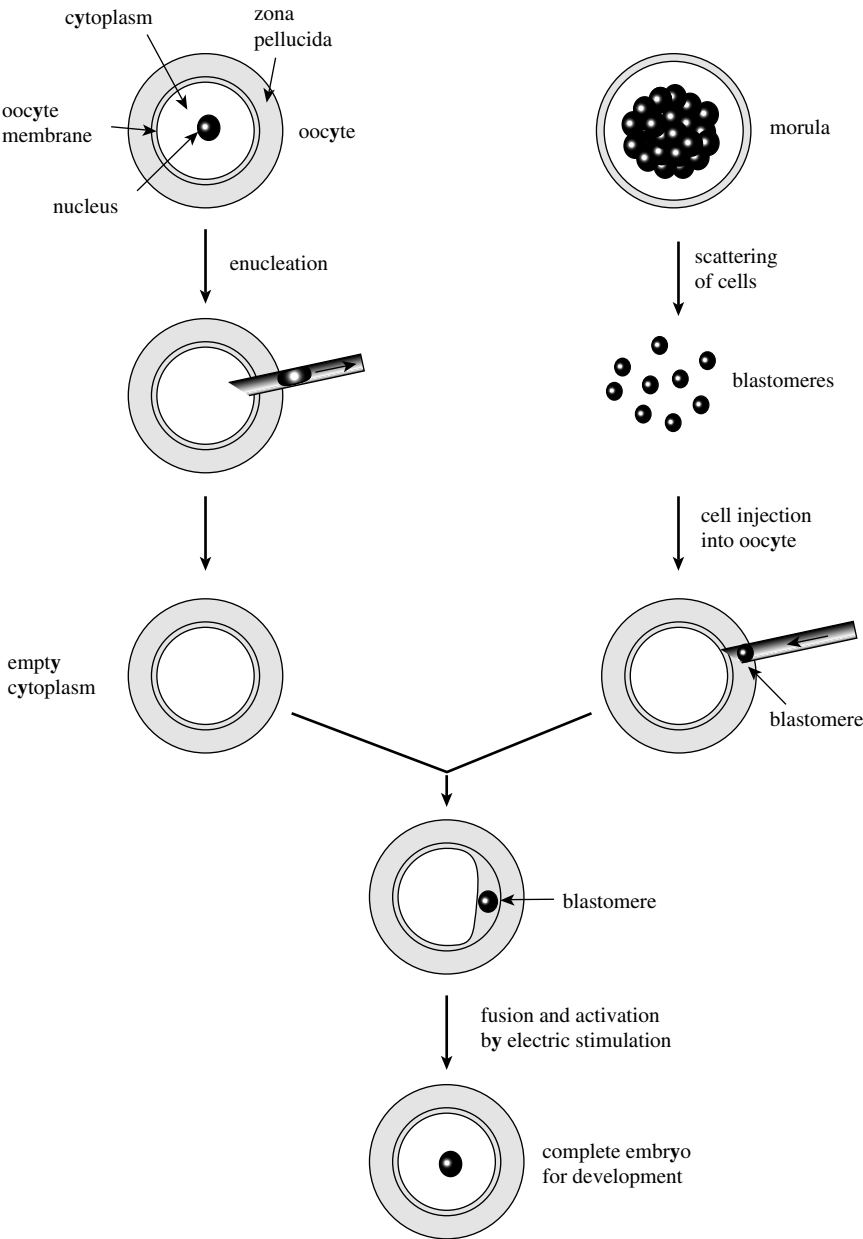 cytoplasm
zona
pellucida
oocyte
membrane
oocyte
nucleus
morula
enucleation
scattering
of cells
blastomeres
cell injection
into oocyte
empty
cytoplasm
blastomere
blastomere
fusion and activation
by electric stimulation
complete embryo
for development